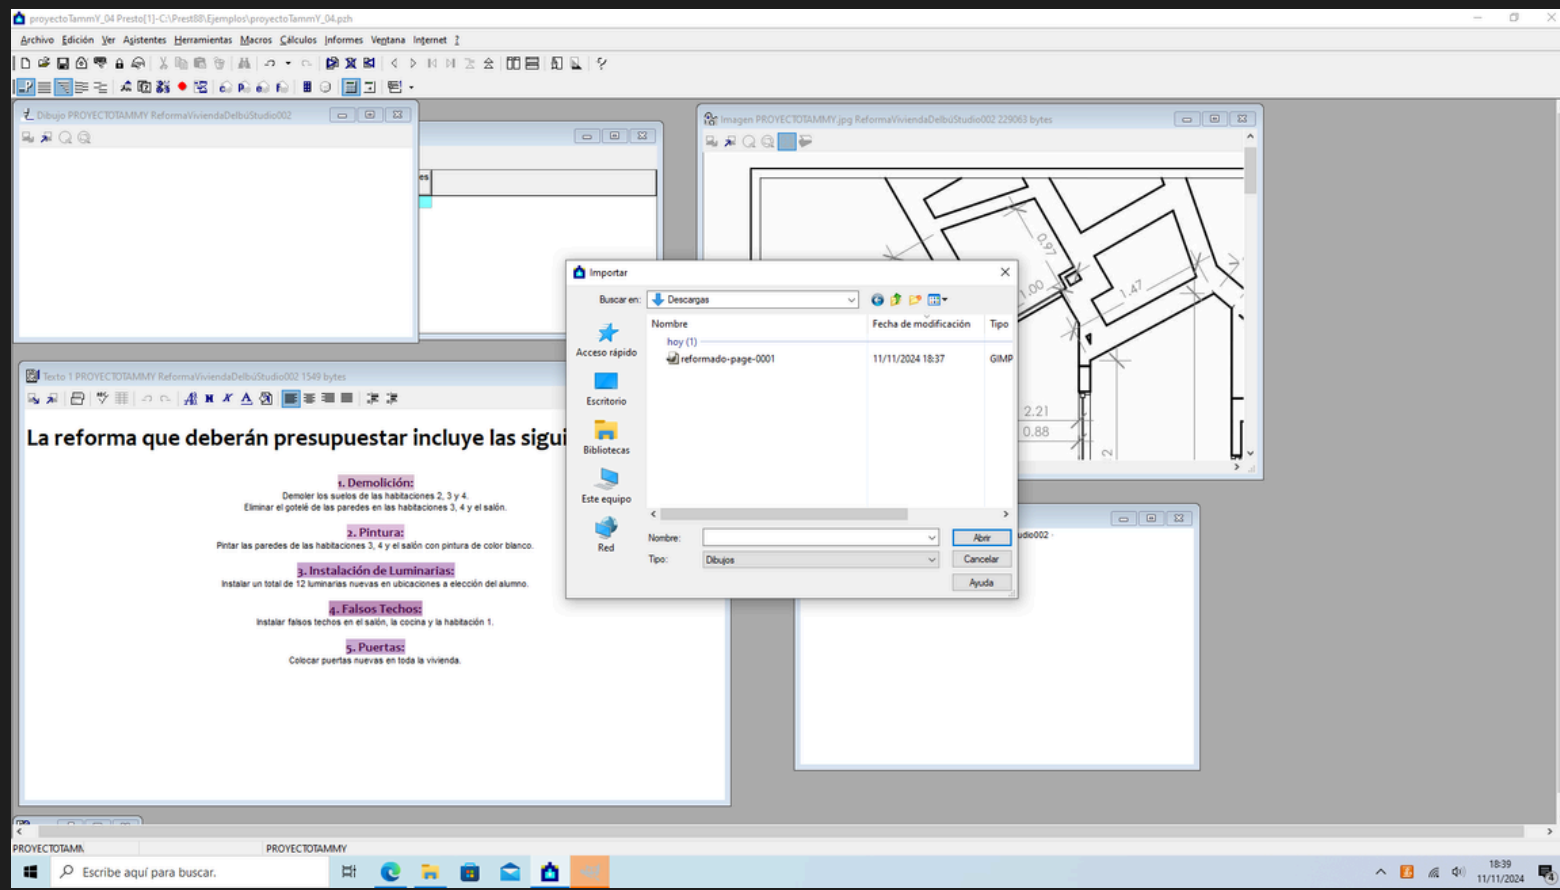 proyectoTammY_04 Presto[1]-C:\Prest88\Ejemplos\proyectoTammY_04.pzh
Archivo Edición Ver Asistentes Herramientas Macros Cálculos Informes Ventana Internet ?
Dibujo PROYECTOTAMMY ReformaViviendaDelbúStudio002
es
Imagen PROYECTOTAMMY.jpg ReformaViviendaDelbúStudio002 229063 bytes
0.97
1.00
1.47
2.21
0.88
Importar
Buscar en: Descargas
Nombre Fecha de modificación Tipo
hoy (1)
reformado-page-0001 11/11/2024 18:37 GIMP
Acceso rápido
Escritorio
Bibliotecas
Este equipo
Red
Nombre: Abrir
Tipo: Dibujos Cancelar
Ayuda
Texto 1 PROYECTOTAMMY ReformaViviendaDelbúStudio002 1549 bytes
La reforma que deberán presupuestar incluye las sigui
1. Demolición:
Demoler los suelos de las habitaciones 2, 3 y 4.
Eliminar el gotelé de las paredes en las habitaciones 3, 4 y el salón.
2. Pintura:
Pintar las paredes de las habitaciones 3, 4 y el salón con pintura de color blanco.
3. Instalación de Luminarias:
Instalar un total de 12 luminarias nuevas en ubicaciones a elección del alumno.
4. Falsos Techos:
Instalar falsos techos en el salón, la cocina y la habitación 1.
5. Puertas:
Colocar puertas nuevas en toda la vivienda.
udio002
PROYECTOTAMN PROYECTOTAMMY
Escribe aquí para buscar.
18:39
11/11/2024
4